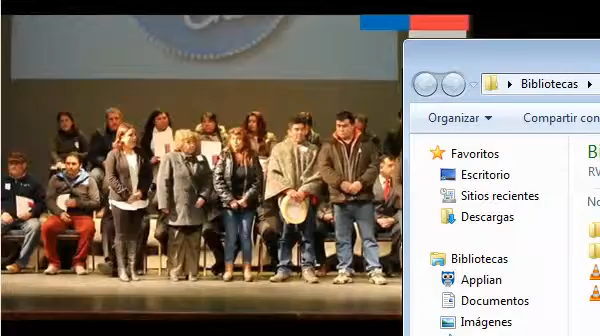 Bibliotecas
Organizar
Compartir con
Favoritos
Escritorio
Sitios recientes
Descargas
Bibliotecas
Applian
Documentos
Imágenes